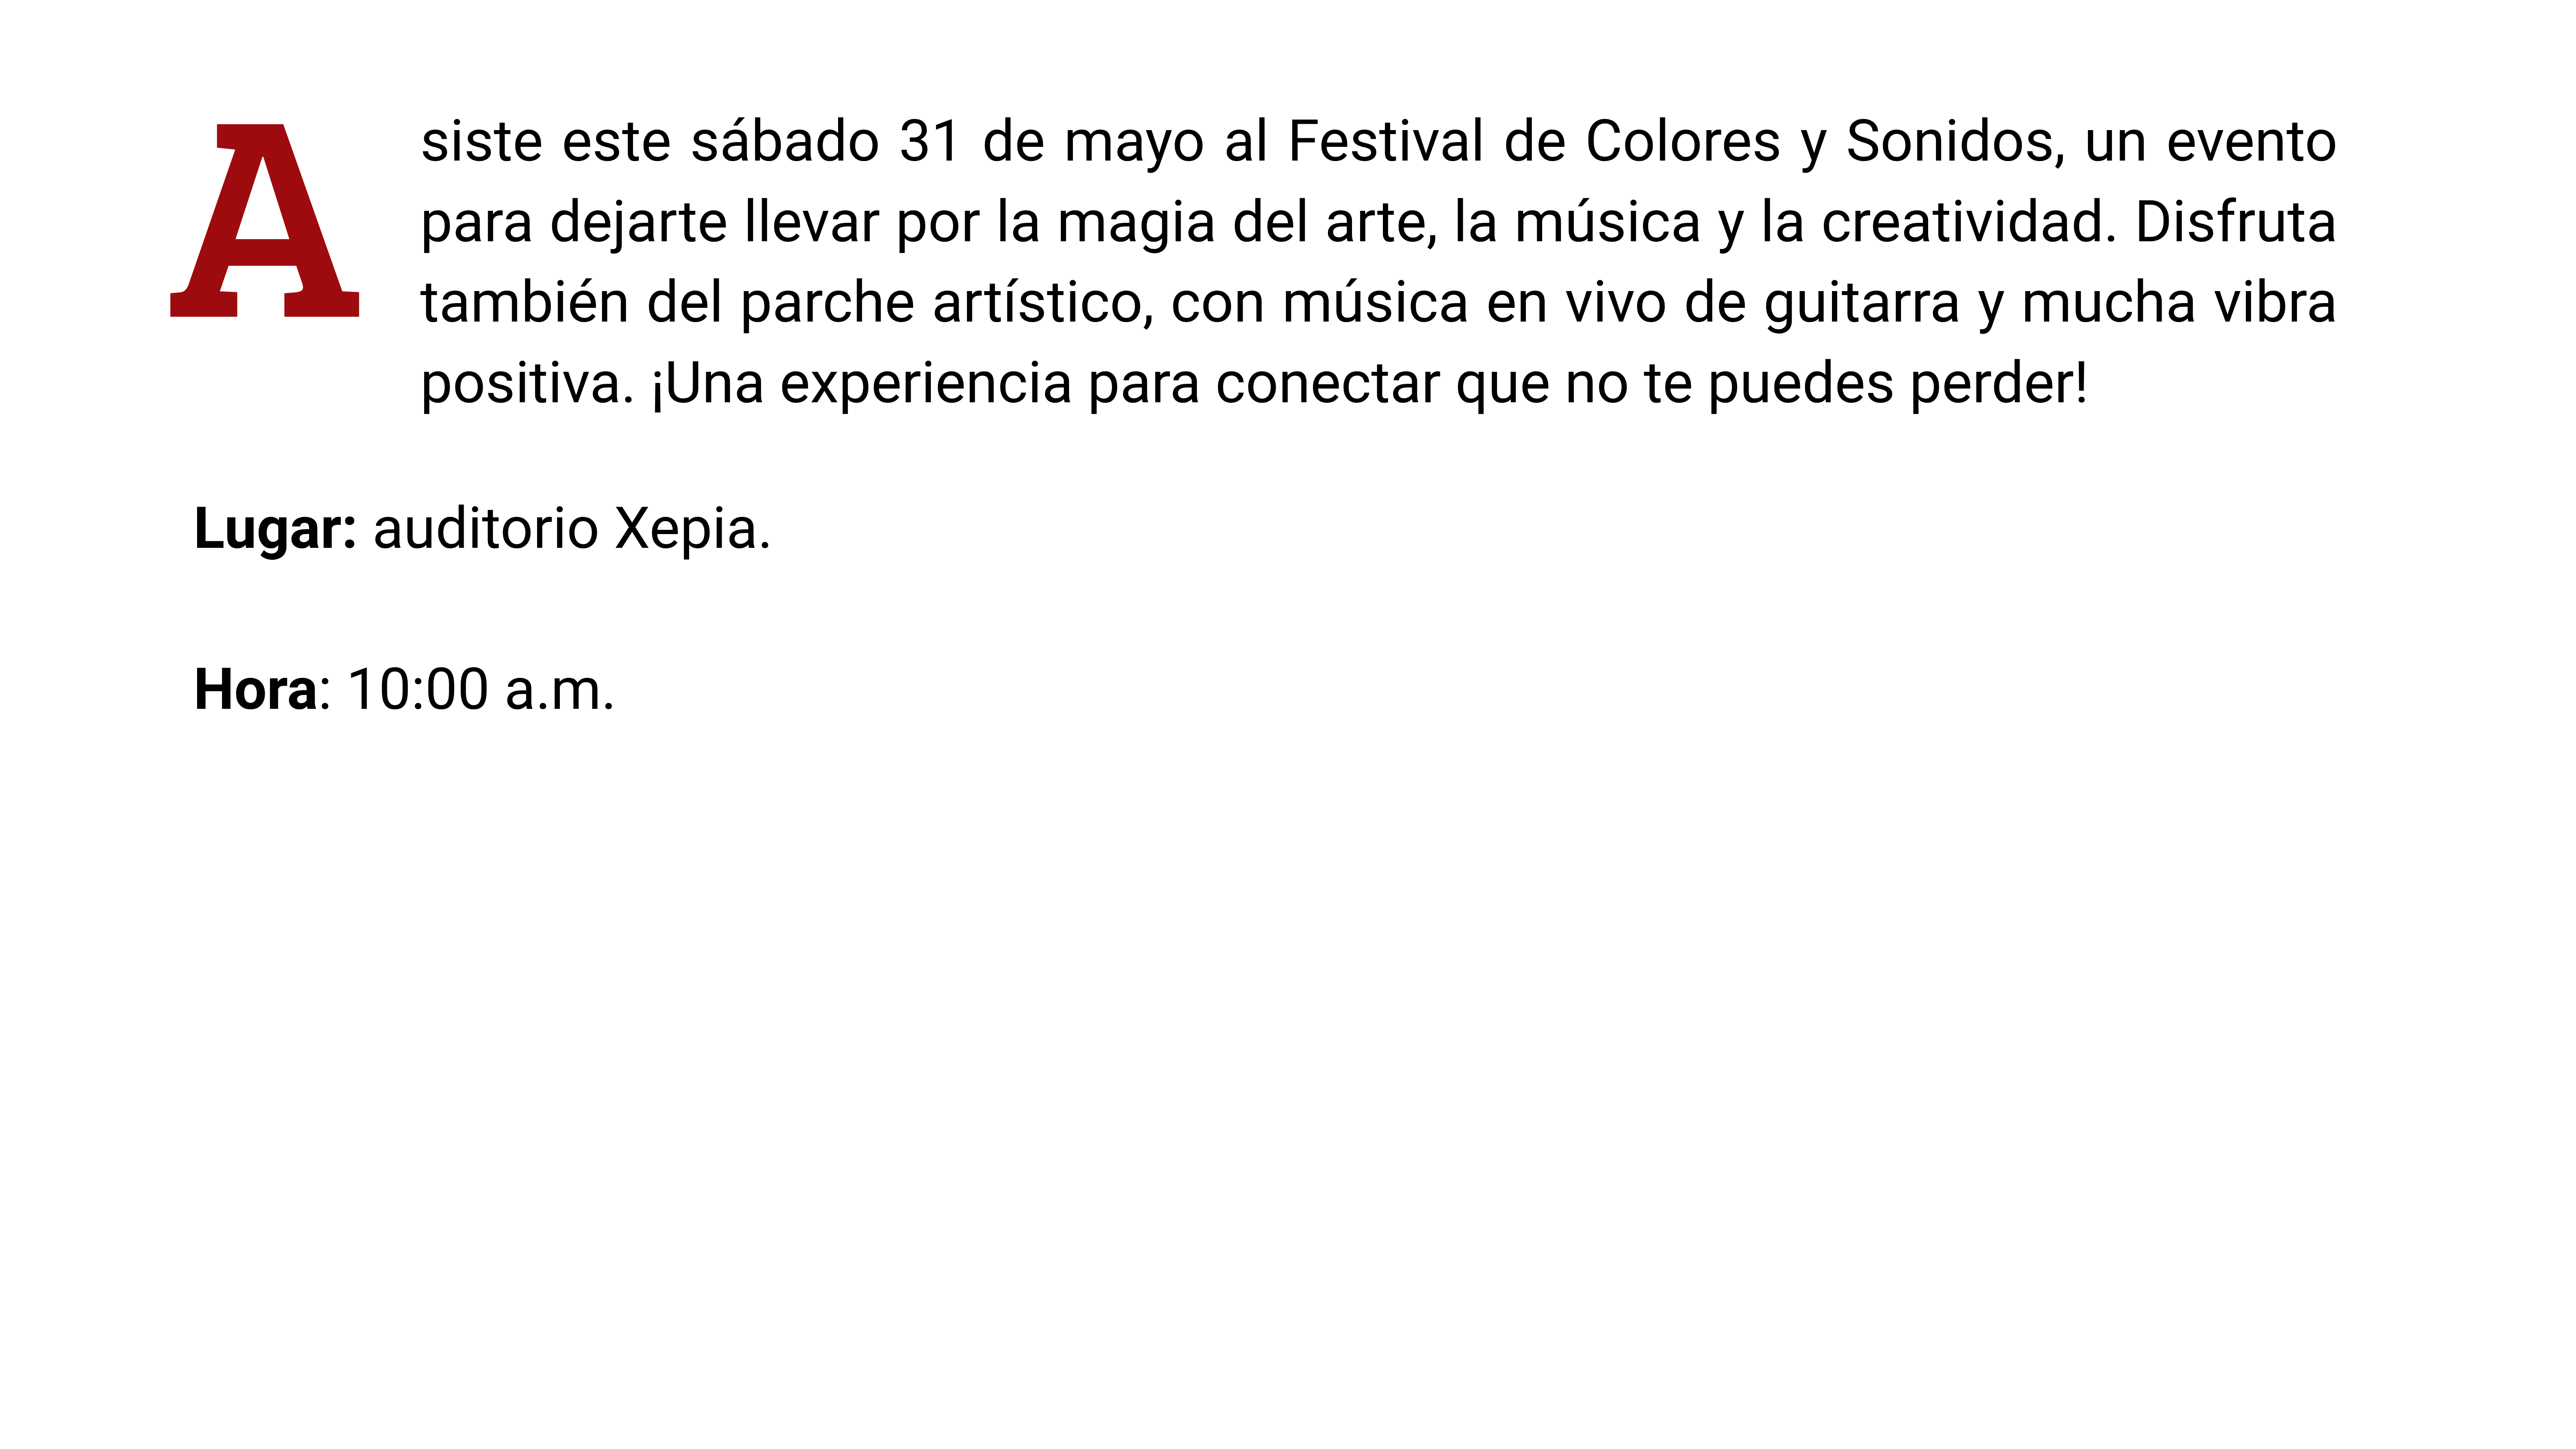 Asiste este sábado 31 de mayo al Festival de Colores y Sonidos, un evento
para dejarte llevar por la magia del arte, la música y la creatividad. Disfruta
también del parche artístico, con música en vivo de guitarra y mucha vibra
positiva. ¡Una experiencia para conectar que no te puedes perder!
Lugar: auditorio Xepia.
Hora: 10:00 a.m.